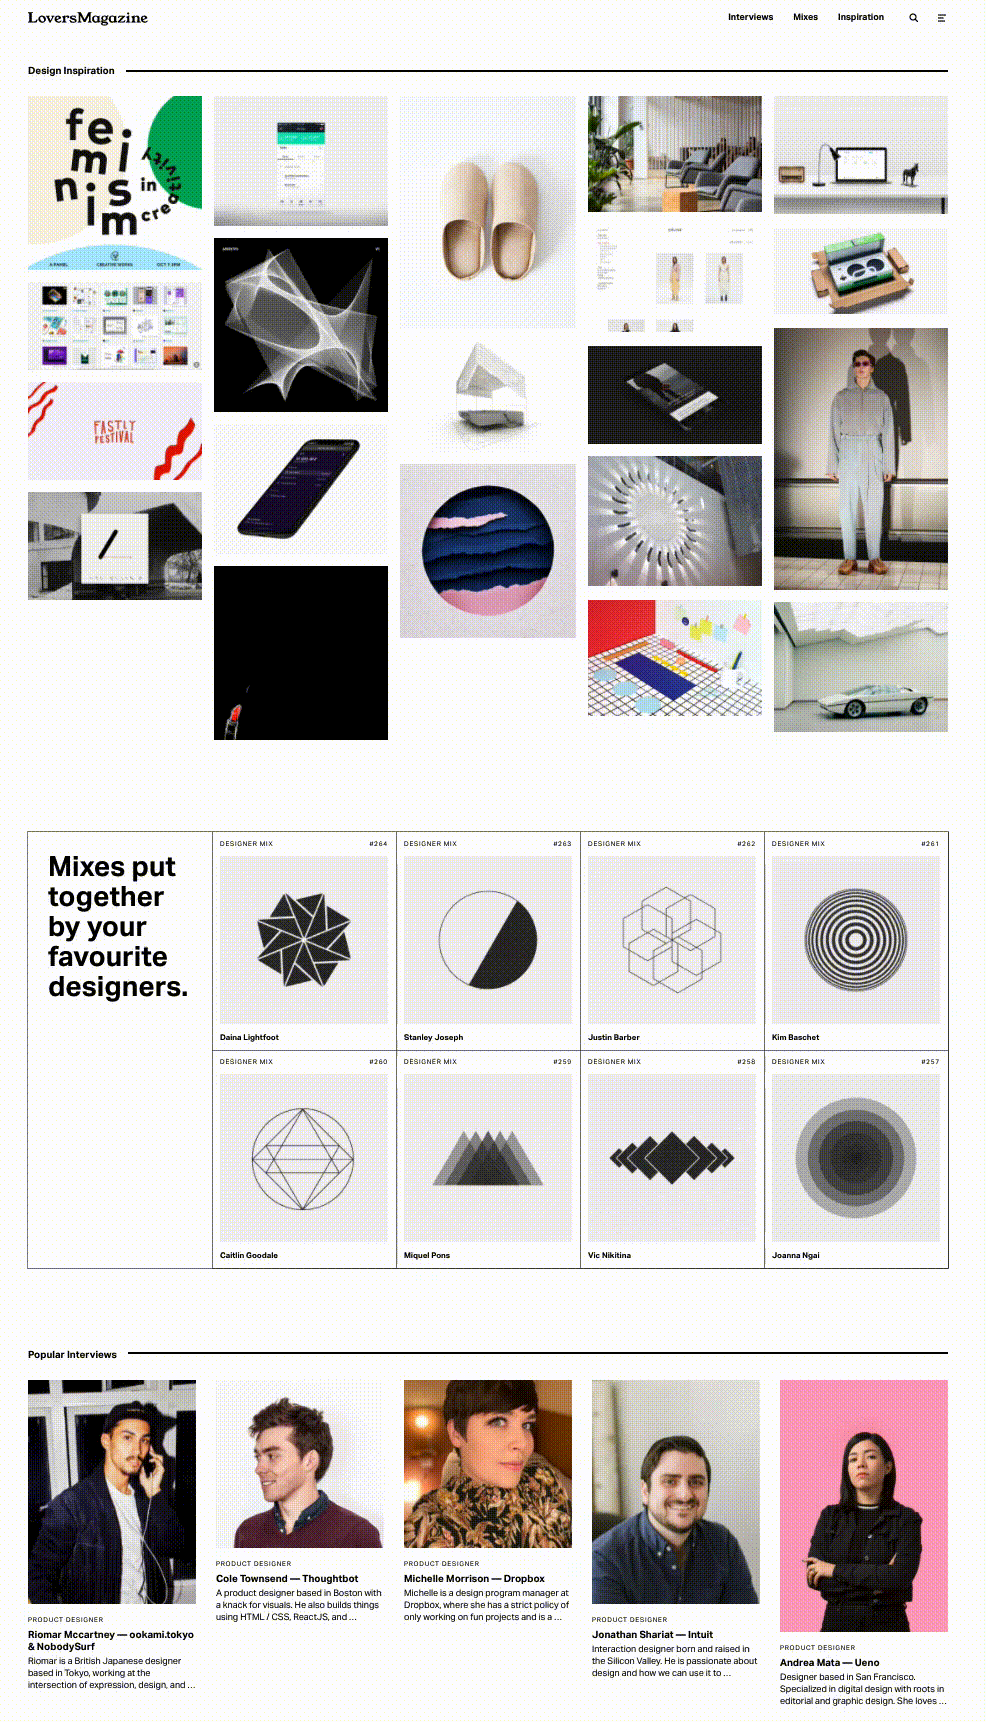 LoversMagazine
Interviews
Mixes
Inspiration
Design Inspiration
fe
mi
nis
im
in
creativity
A PANEL
CREATIVE WORKS
OCT 7 6PM
FASTLY
FESTIVAL
Mixes put
together
by your
favourite
designers.
DESIGNER MIX
#264
Daina Lightfoot
DESIGNER MIX
#263
Stanley Joseph
DESIGNER MIX
#262
Justin Barber
DESIGNER MIX
#261
Kim Baschet
DESIGNER MIX
#260
Caitlin Goodale
DESIGNER MIX
#259
Miquel Pons
DESIGNER MIX
#258
Vic Nikitina
DESIGNER MIX
#257
Joanna Ngai
Popular Interviews
PRODUCT DESIGNER
Riomar Mccartney — ookami.tokyo
& NobodySurf
Riomar is a British Japanese designer
based in Tokyo, working at the
intersection of expression, design, and ...
PRODUCT DESIGNER
Cole Townsend — Thoughtbot
A product designer based in Boston with
a knack for visuals. He also builds things
using HTML / CSS, ReactJS, and ...
PRODUCT DESIGNER
Michelle Morrison — Dropbox
Michelle is a design program manager at
Dropbox, where she has a strict policy of
only working on fun projects and is a ...
PRODUCT DESIGNER
Jonathan Shariat — Intuit
Interaction designer born and raised in
the Silicon Valley. He is passionate about
design and how we can use it to ...
PRODUCT DESIGNER
Andrea Mata — Ueno
Designer based in San Francisco.
Specialized in digital design with roots in
editorial and graphic design. She loves ...